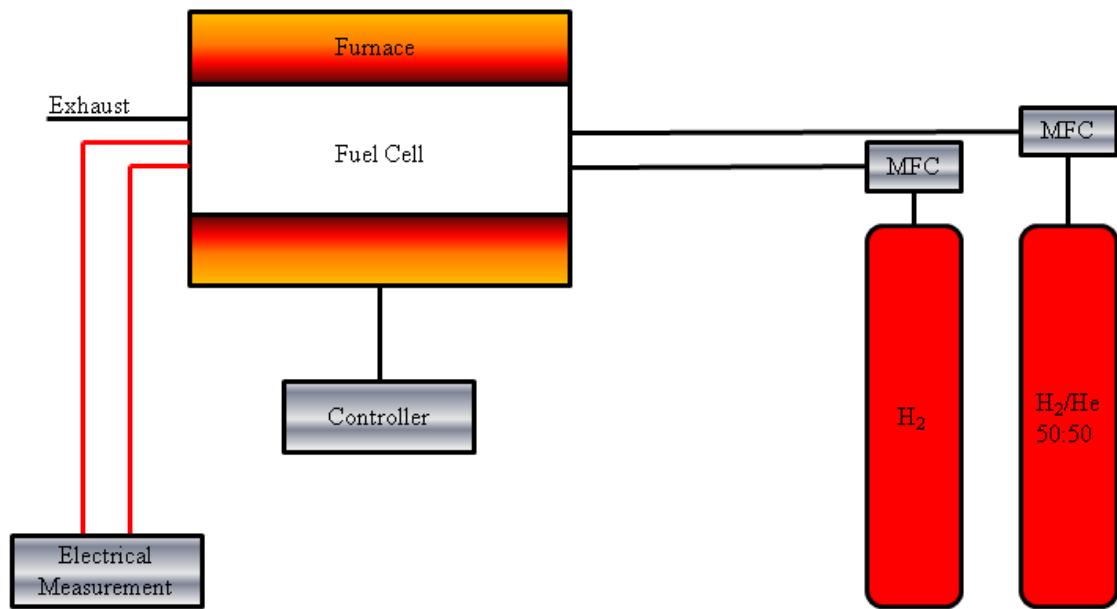 Furnace
Exhaust
MFC
Fuel Cell
MFC
H₂/He
50:50
H₂
Controller
Electrical
Measurement